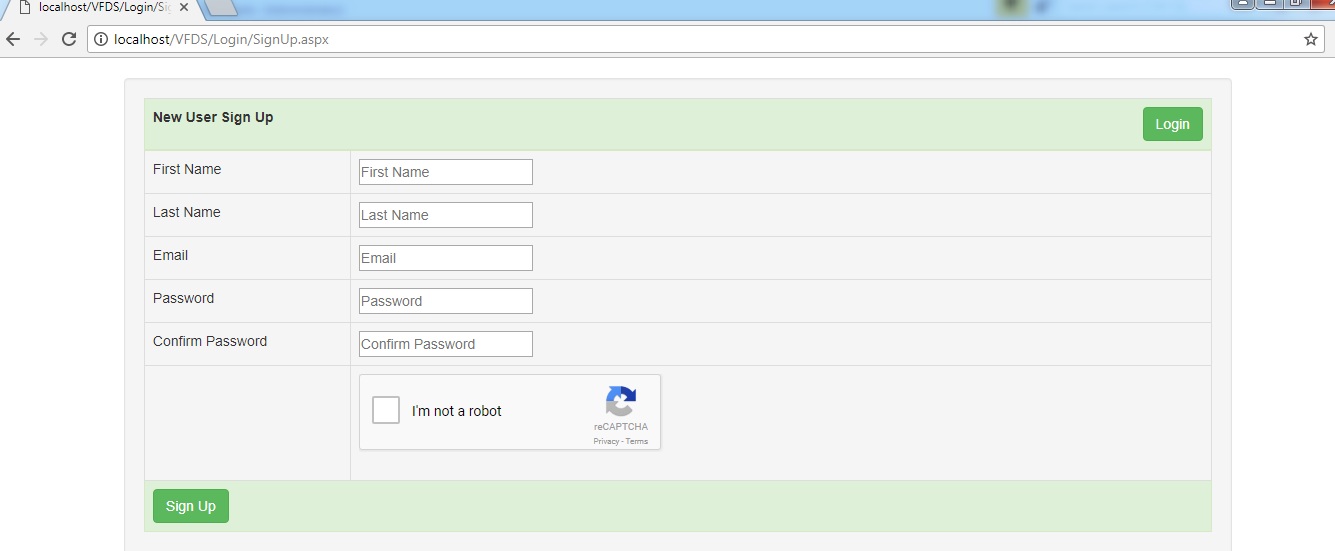 localhost/VFDS/Login/Sig
localhost/VFDS/Login/SignUp.aspx
New User Sign Up
Login
First Name
First Name
Last Name
Last Name
Email
Email
Password
Password
Confirm Password
Confirm Password
I'm not a robot
reCAPTCHA
Privacy - Terms
Sign Up